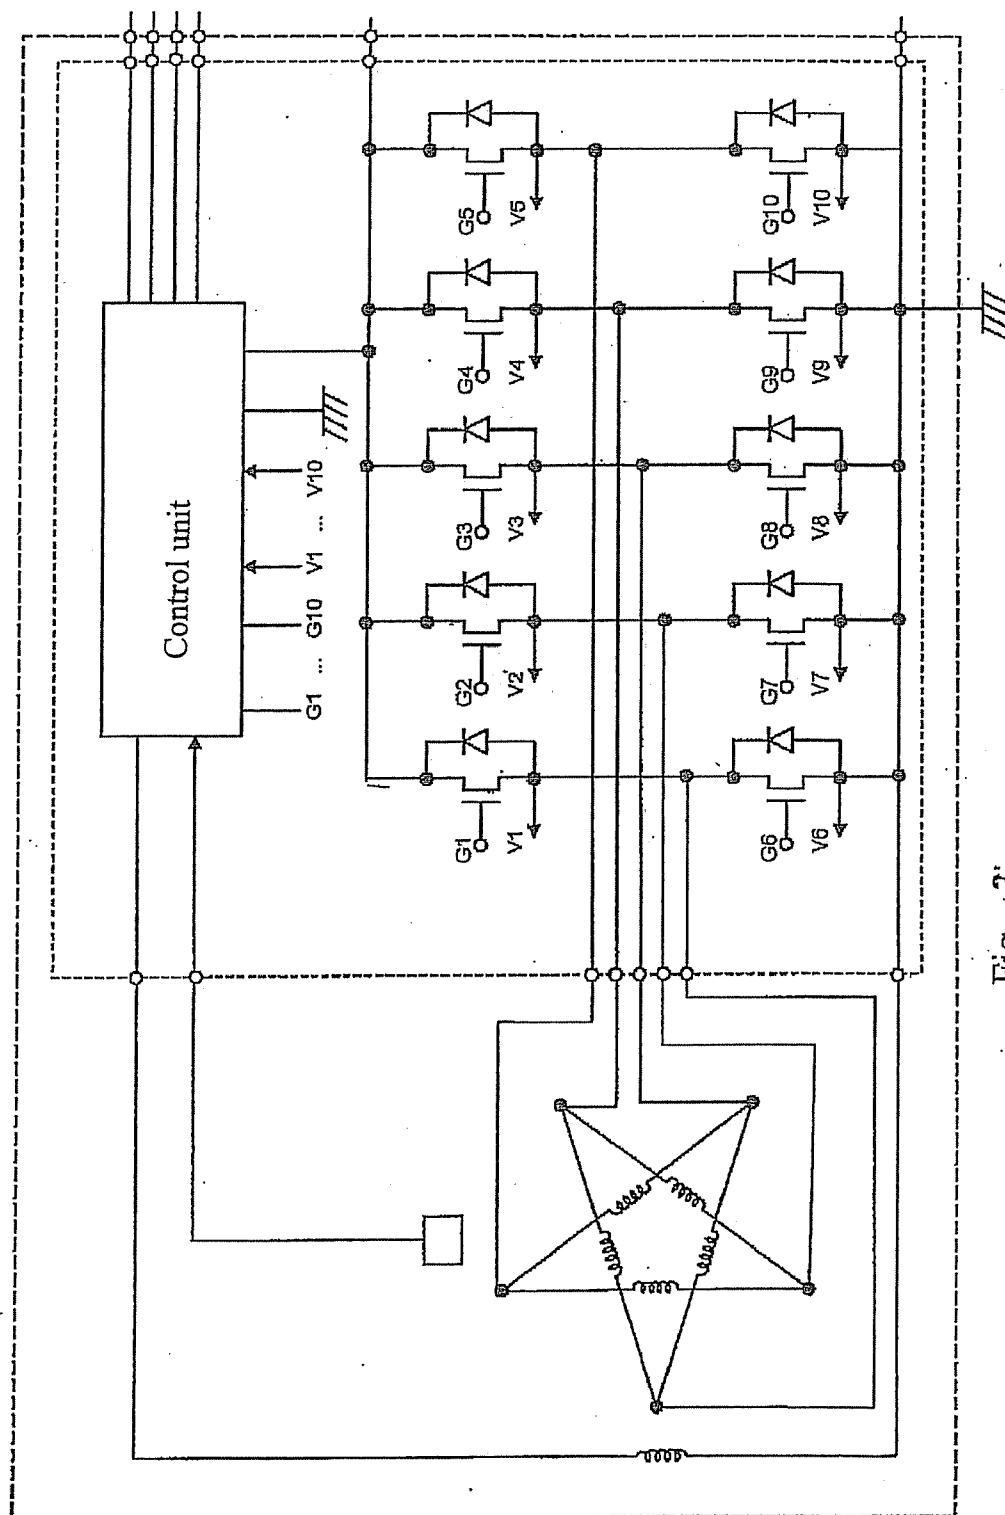 Control unit
G1 ... G10 V1 ... V10
G1 G2 G3 G4 G5
V1 V2 V3 V4 V5
G6 G7 G8 G9 G10
V6 V7 V8 V9 V10